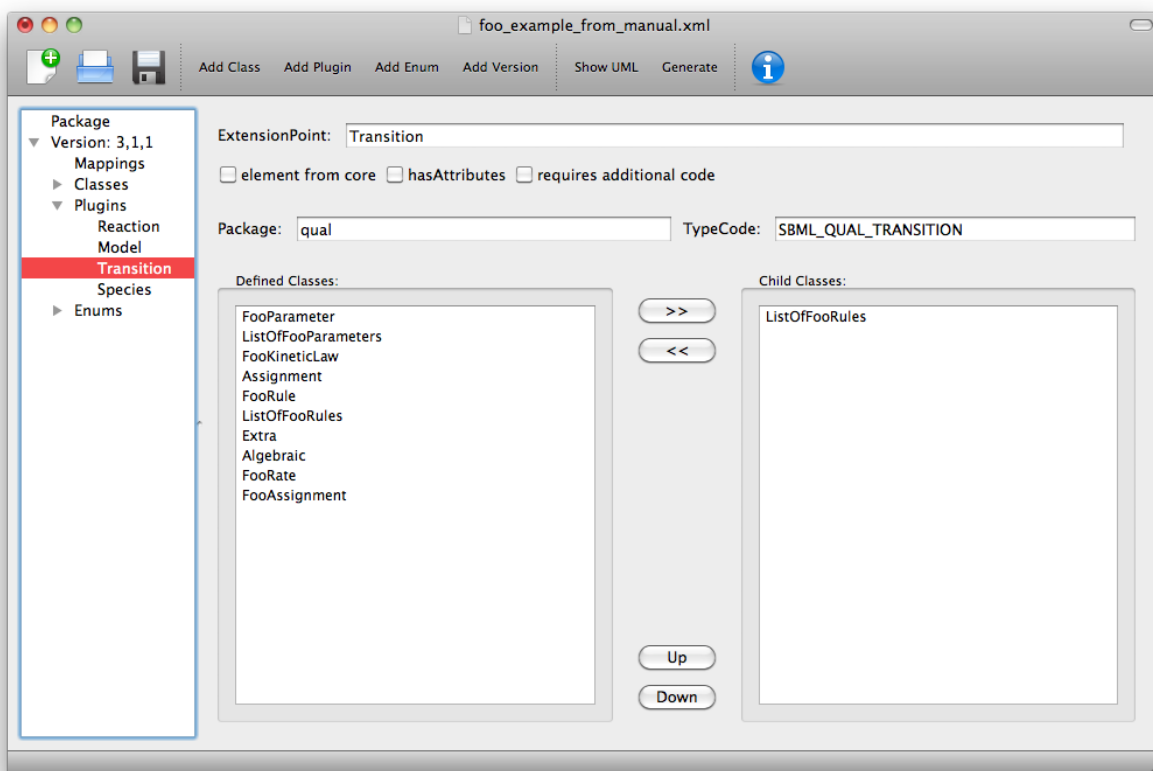 foo_example_from_manual.xml
Add Class Add Plugin Add Enum Add Version Show UML Generate
Package
Version: 3,1,1
Mappings
Classes
Plugins
Reaction
Model
Transition
Species
Enums
ExtensionPoint: Transition
element from core hasAttributes requires additional code
Package: qual TypeCode: SBML_QUAL_TRANSITION
Defined Classes:
FooParameter
ListOfFooParameters
FooKineticLaw
Assignment
FooRule
ListOfFooRules
Extra
Algebraic
FooRate
FooAssignment
>>
<<
Up
Down
Child Classes:
ListOfFooRules